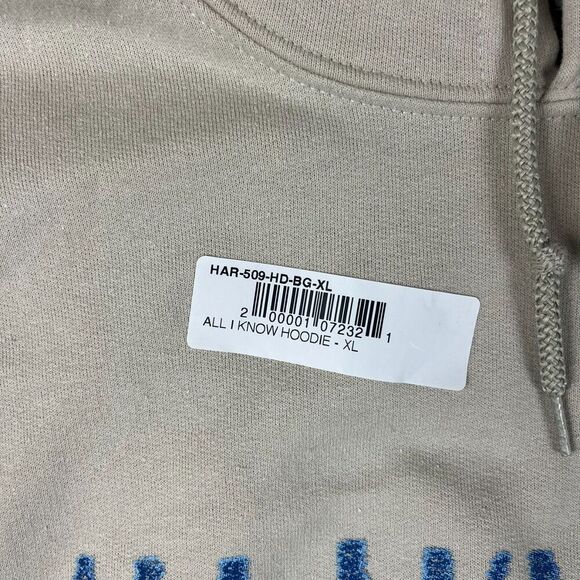 HAR-509-HD-BG-XL
2 00001 07232 1
ALL I KNOW HOODIE - XL